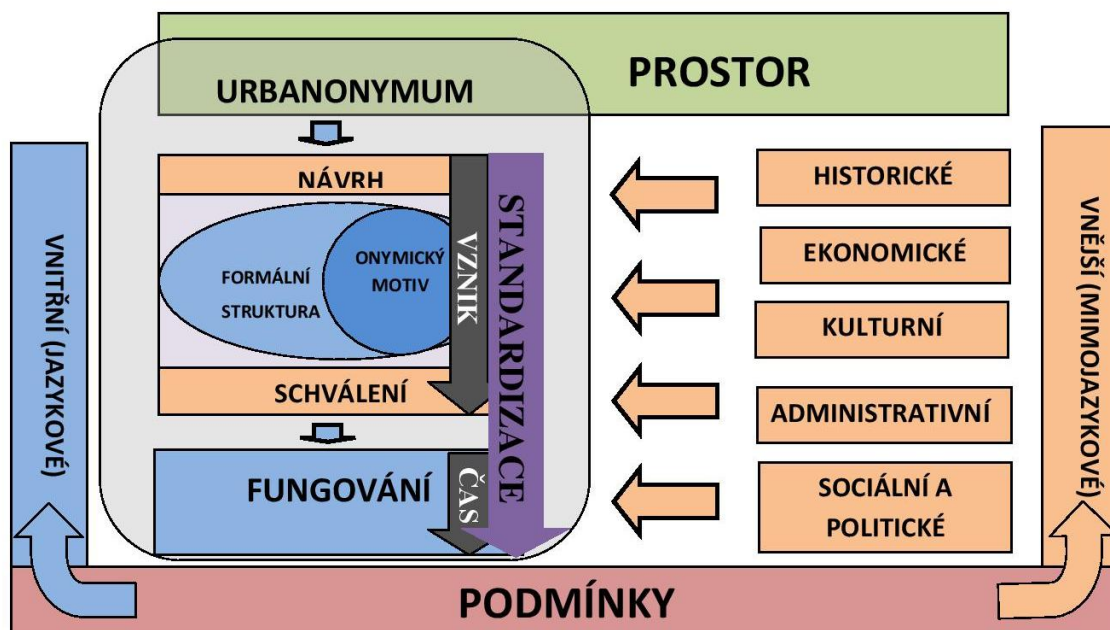 PROSTOR
URBANONYMUM
NÁVRH
FORMÁLNÍ
STRUKTURA
ONYMICKÝ
MOTIV
VZNIK
STANDARDIZACE
SCHVÁLENÍ
FUNGOVÁNÍ
ČAS
VNITŘNÍ (JAZYKOVÉ)
HISTORICKÉ
EKONOMICKÉ
KULTURNÍ
ADMINISTRATIVNÍ
SOCIÁLNÍ A
POLITICKÉ
VNĚJŠÍ (MIMOJAZYKOVÉ)
PODMÍNKY